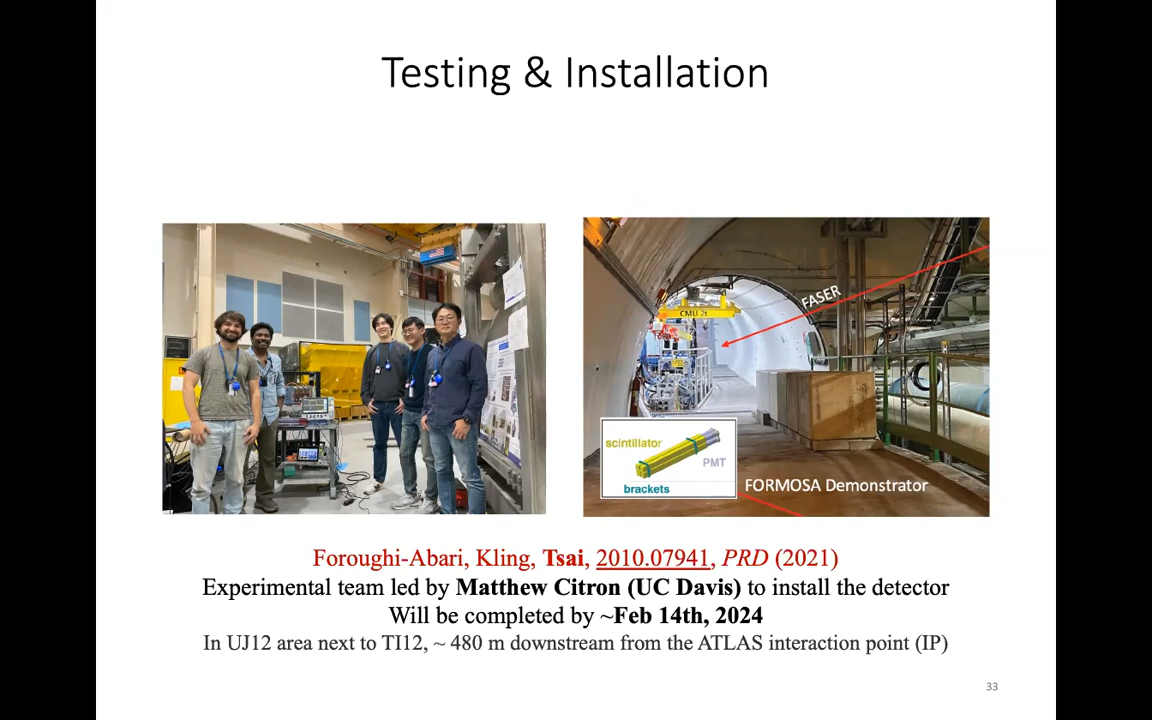 Testing & Installation
FASER
CMU 2t
scintillator
PMT
brackets
FORMOSA Demonstrator
Foroughi-Abari, Kling, Tsai, 2010.07941, PRD (2021)
Experimental team led by Matthew Citron (UC Davis) to install the detector
Will be completed by ~Feb 14th, 2024
In UJ12 area next to TI12, ~ 480 m downstream from the ATLAS interaction point (IP)
33